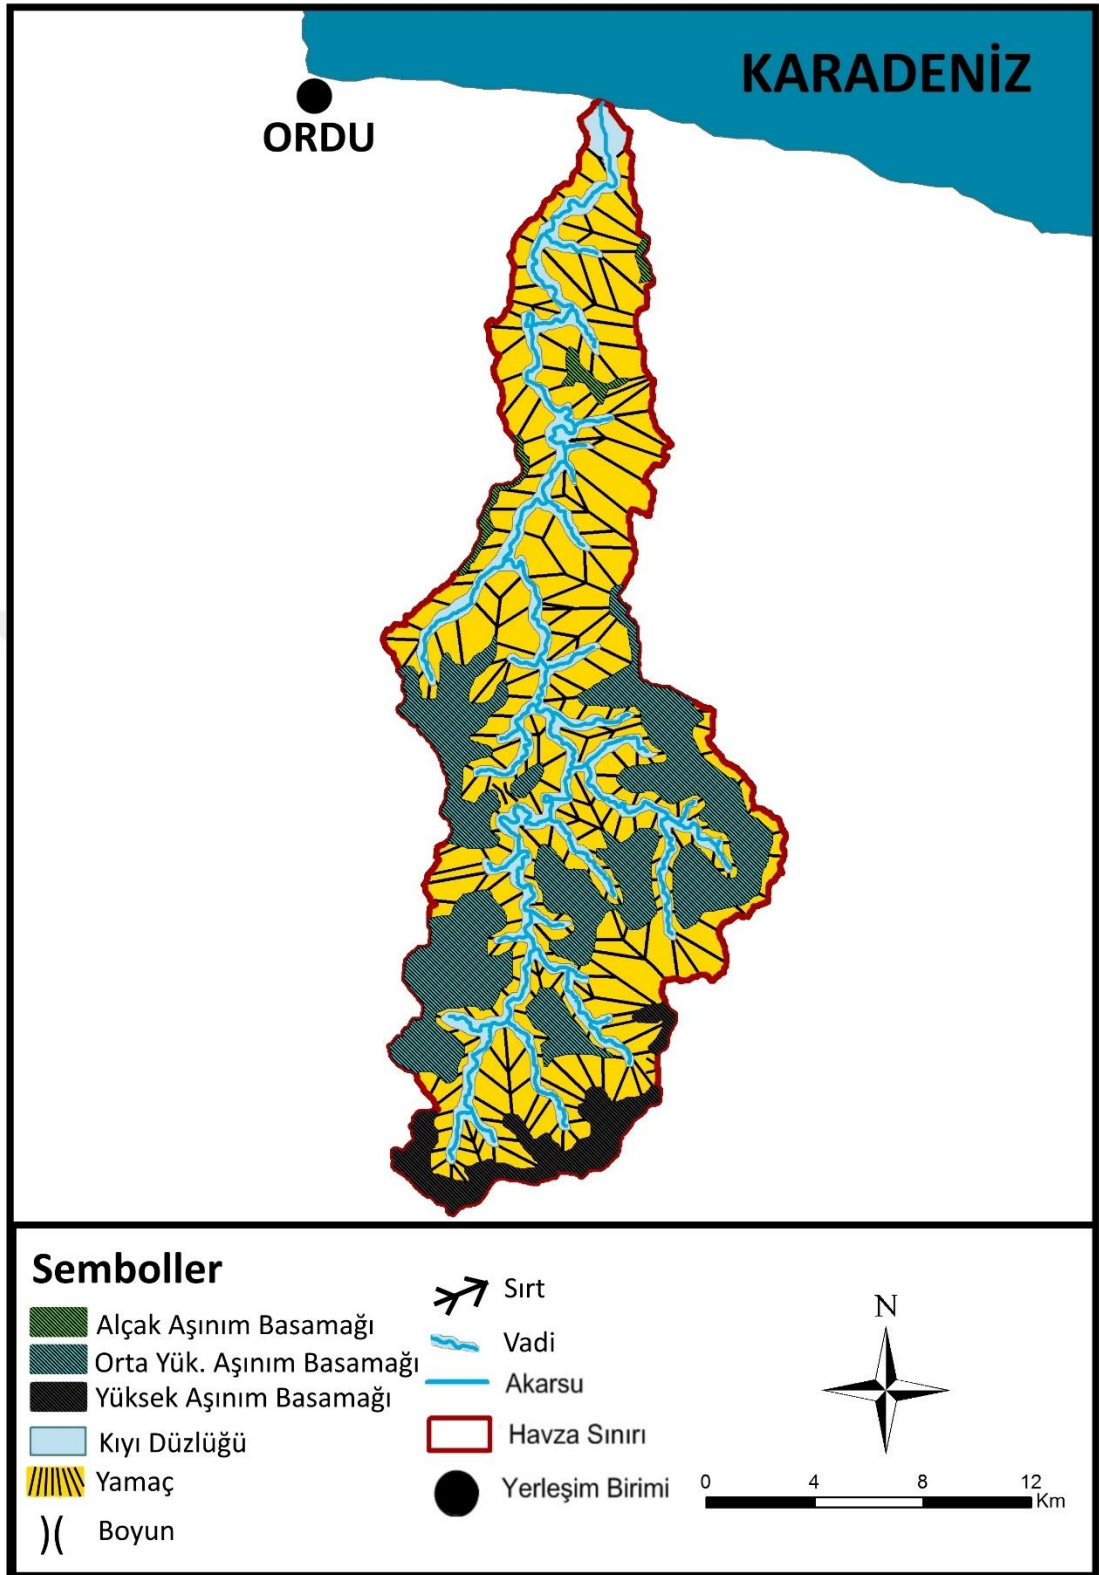 KARADENİZ
ORDU
Semboller
Alçak Aşınım Basamağı
Orta Yük. Aşınım Basamağı
Yüksek Aşınım Basamağı
Kıyı Düzlüğü
Yamaç
Boyun
Sırt
Vadi
Akarsu
Havza Sınırı
Yerleşim Birimi
N
0 4 8 12
Km